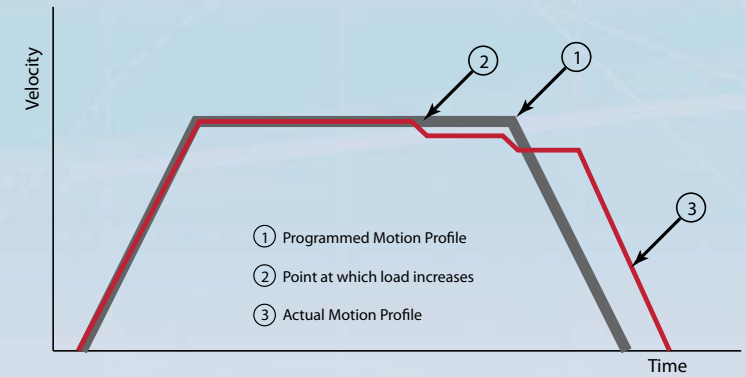 Velocity
2
1
3
1 Programmed Motion Profile
2 Point at which load increases
3 Actual Motion Profile
Time